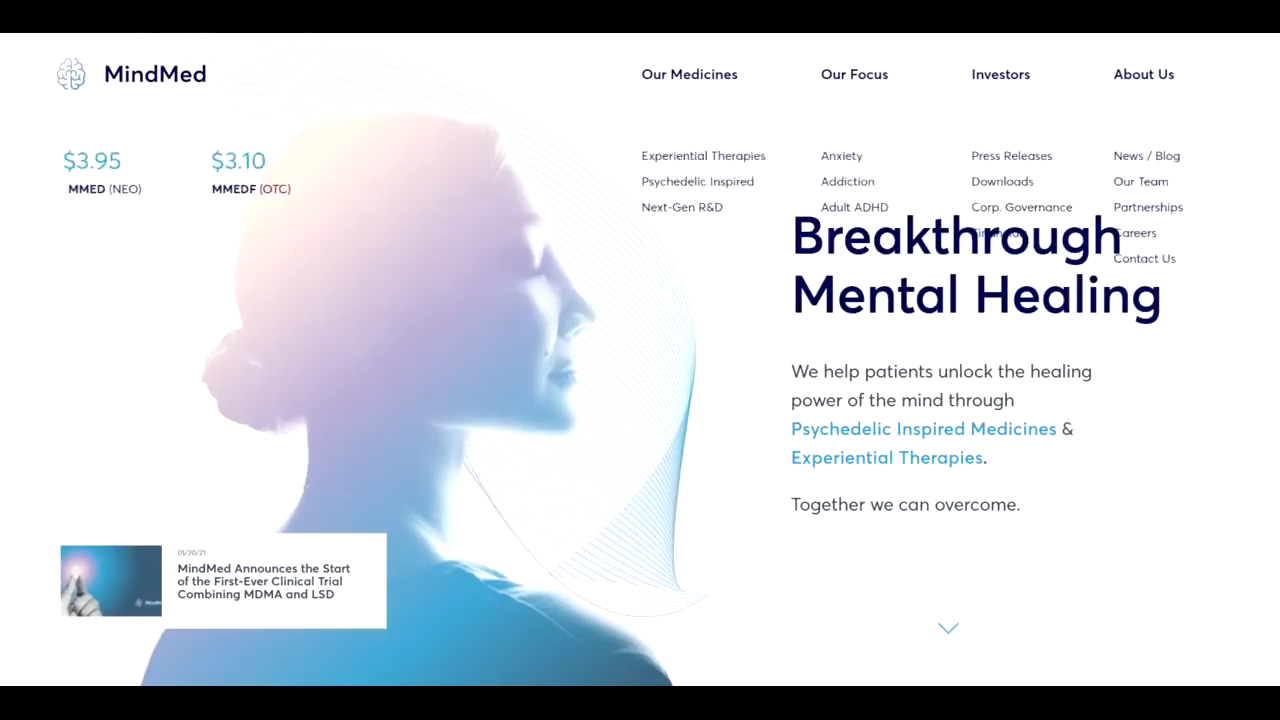 MindMed
Our Medicines
Our Focus
Investors
About Us
$3.95
MMED (NEO)
$3.10
MMEDF (OTC)
Experiential Therapies
Psychedelic Inspired
Next-Gen R&D
Anxiety
Addiction
Adult ADHD
Press Releases
Downloads
Corp. Governance
News / Blog
Our Team
Partnerships
Careers
Contact Us
Breakthrough
Mental Healing
We help patients unlock the healing
power of the mind through
Psychedelic Inspired Medicines &
Experiential Therapies.
Together we can overcome.
01/20/21
MindMed Announces the Start
of the First-Ever Clinical Trial
Combining MDMA and LSD